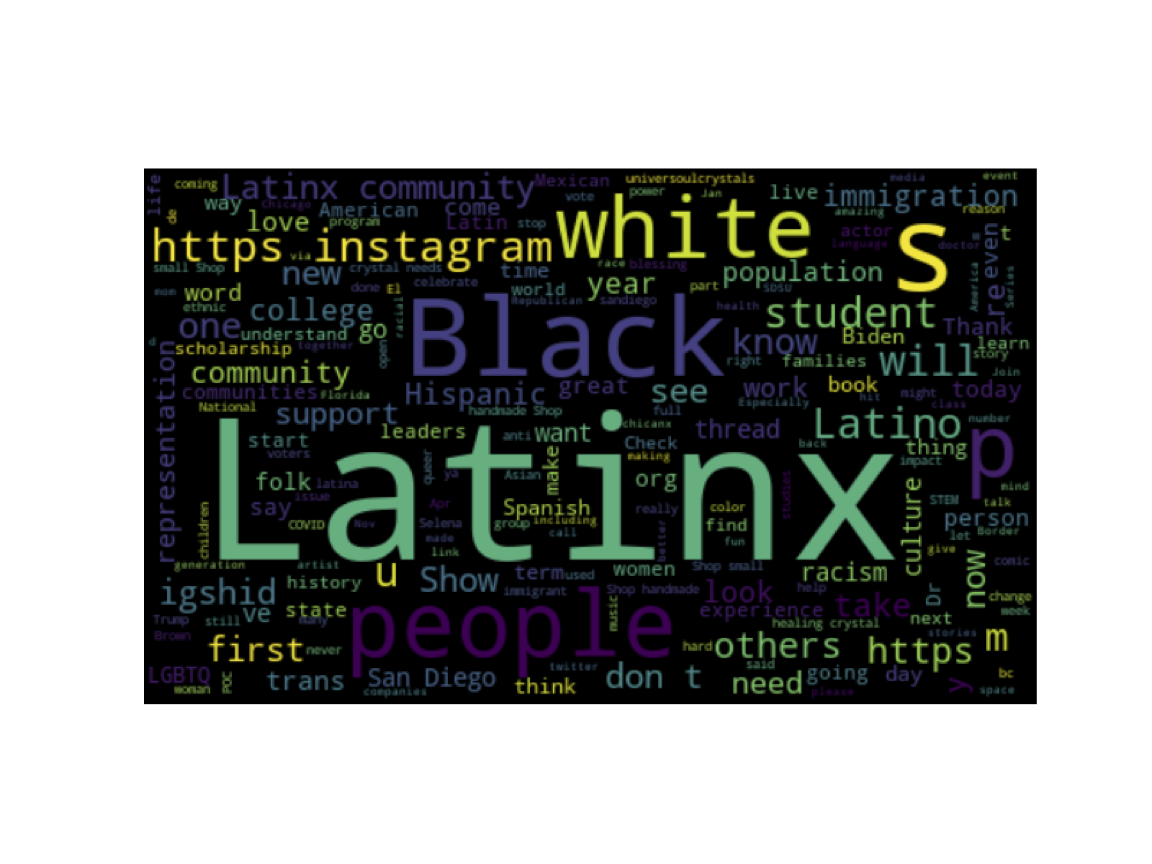 life coming Latinx community Mexican universoulcrystals power Jan media event
de way love American come vote live immigration
Chicago program Latin stop white amazing reason
https via instagram race blessing actor language doctor w s even t
small Shop new crystal needs time population America Series
mom word done El celebrate world year part SDSU re
ethnic college racial Republican sandiego health student
one understand go Black know Biden Thank learn
d scholarship together open right families will story
community great see work book Join
communities Florida Hispanic Especially hit might today class
National support handmade Shop full Latino number
representation start leaders anti want chicanx thread back thing p
voters Latinx Check making impact
folk latina queer ya Asian make org mind
say issue Apr Spanish really color studies culture STEM talk
children COVID Nov Selena group including find person
made call better fun let Border
generation artist link women racism give now comic
igshid history u Show term used immigrant Shop small look help Dr change
ve state people music Shop handmade experience take week
Trump still many healing crystal next
Brown first never hard others stories https m
LGBTQ trans San Diego twitter don t said going day bc
woman POC companies think need please y space